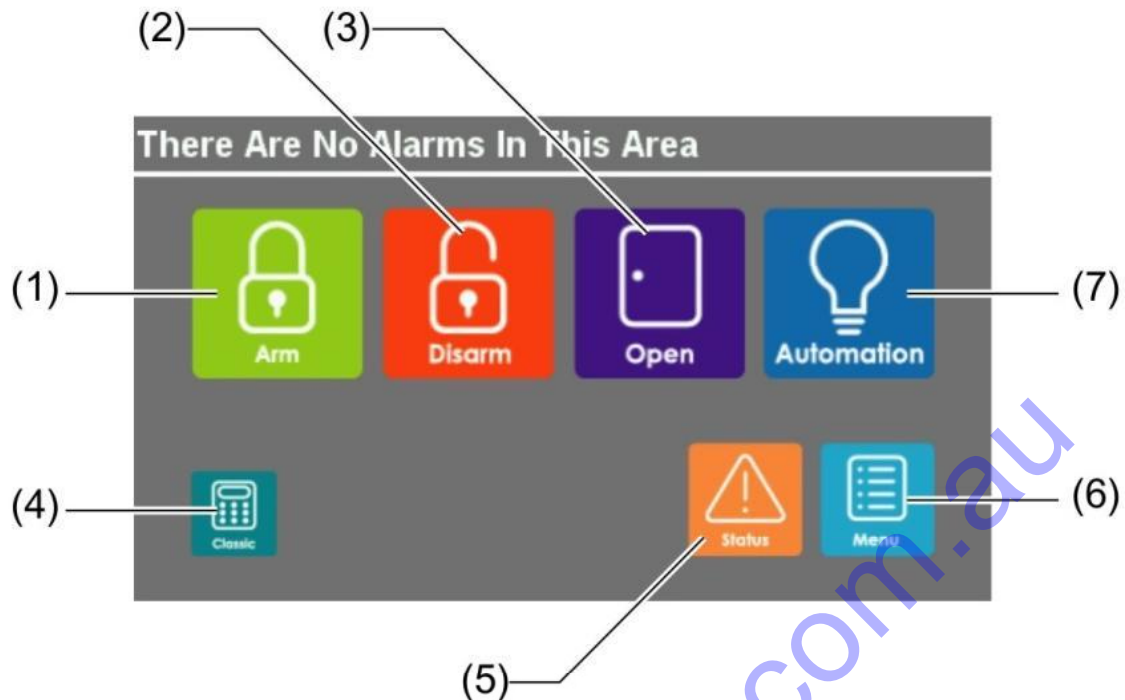 (2) (3)
There Are No Alarms In This Area
(1) (7)
Arm Disarm Open Automation
(4) (6)
Classic Status Menu
(5)
com.au